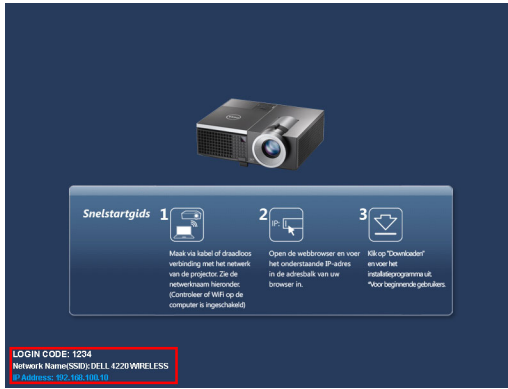 Snelstartgids
1
2
3
IP:
Maak via kabel of draadloos
verbinding met het netwerk
van de projector. Zie de
netwerknaam hieronder.
(Controleer of WiFi op de
computer is ingeschakeld)
Open de webbrowser en voer
het onderstaande IP-adres
in de adresbalk van uw
browser in.
Klik op "Downloaden"
en voer het
installatieprogramma uit.
*Voor beginnende gebruikers.
LOGIN CODE: 1234
Network Name(SSID): DELL 4220 WIRELESS
IP Address: 192.168.100.10